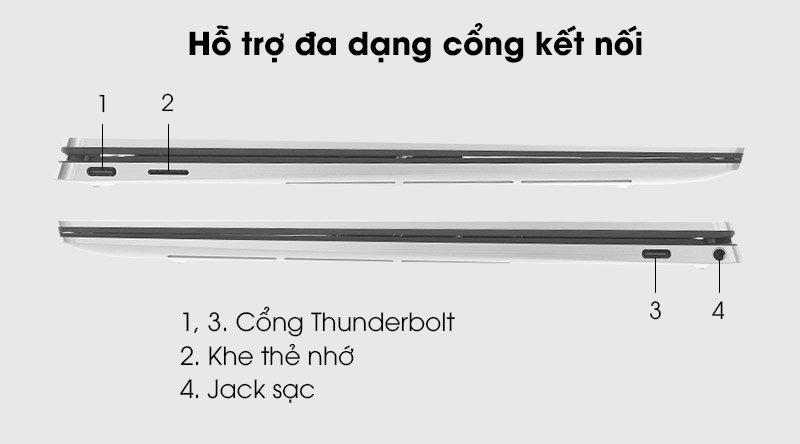 Hỗ trợ đa dạng cổng kết nối
1 2
3 4
1, 3. Cổng Thunderbolt
2. Khe thẻ nhớ
4. Jack sạc